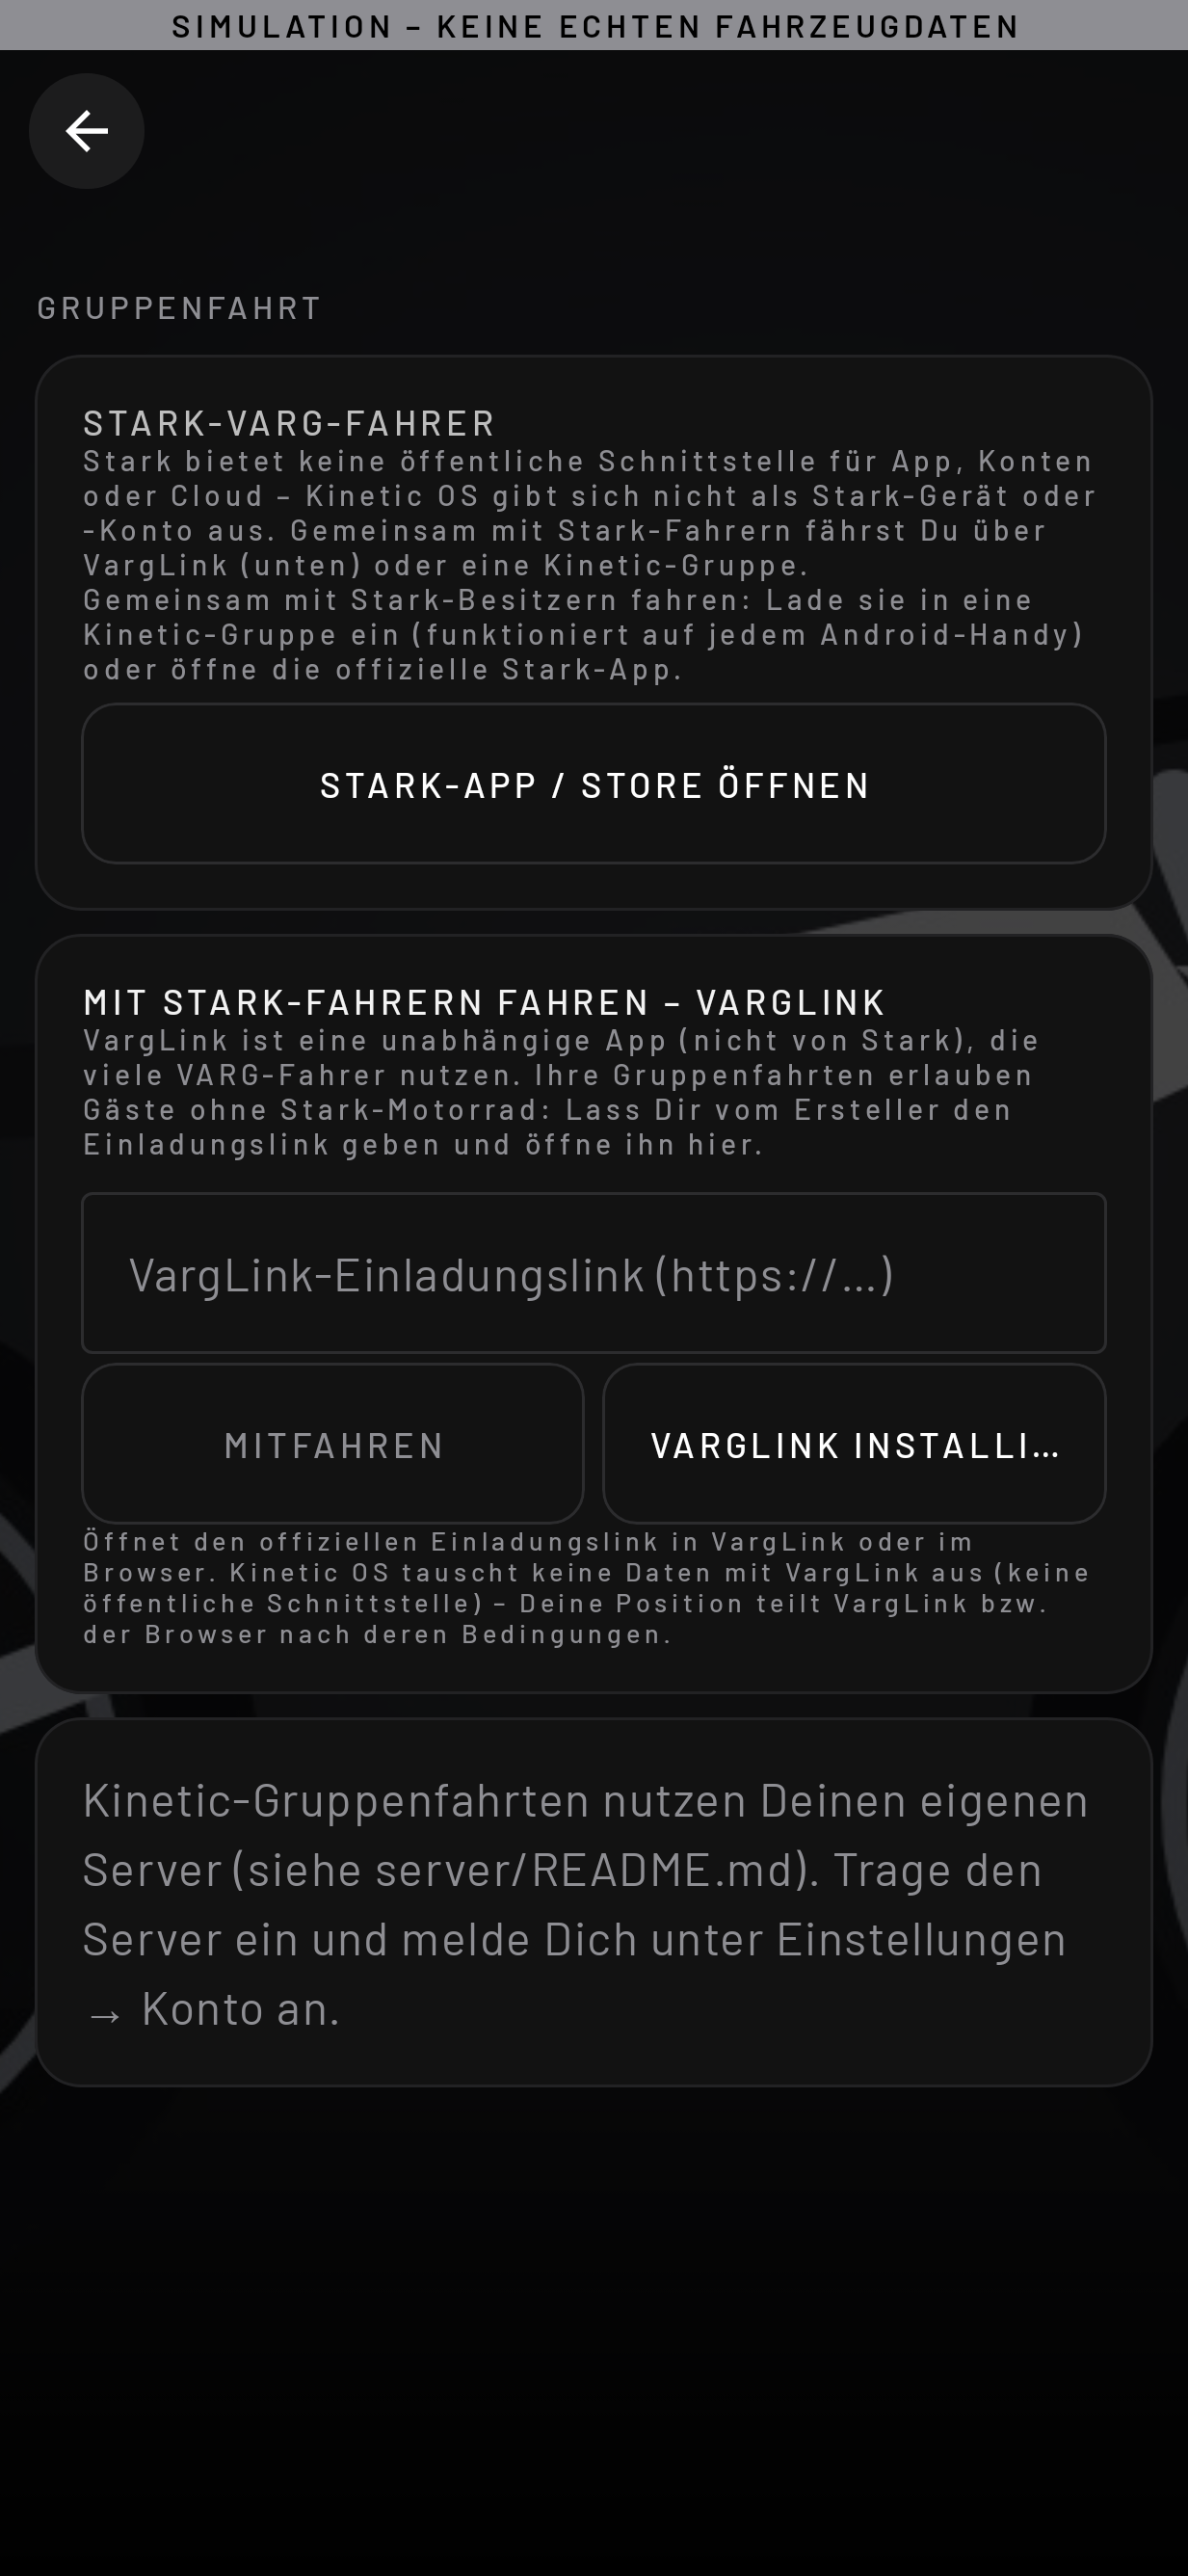 SIMULATION – KEINE ECHTEN FAHRZEUGDATEN
GRUPPENFAHRT
STARK-VARG-FAHRER
Stark bietet keine öffentliche Schnittstelle für App, Konten
oder Cloud – Kinetic OS gibt sich nicht als Stark-Gerät oder
-Konto aus. Gemeinsam mit Stark-Fahrern fährst Du über
VargLink (unten) oder eine Kinetic-Gruppe.
Gemeinsam mit Stark-Besitzern fahren: Lade sie in eine
Kinetic-Gruppe ein (funktioniert auf jedem Android-Handy)
oder öffne die offizielle Stark-App.
STARK-APP / STORE ÖFFNEN
MIT STARK-FAHRERN FAHREN – VARGLINK
VargLink ist eine unabhängige App (nicht von Stark), die
viele VARG-Fahrer nutzen. Ihre Gruppenfahrten erlauben
Gäste ohne Stark-Motorrad: Lass Dir vom Ersteller den
Einladungslink geben und öffne ihn hier.
VargLink-Einladungslink (https://…)
MITFAHREN
VARGLINK INSTALLI…
Öffnet den offiziellen Einladungslink in VargLink oder im
Browser. Kinetic OS tauscht keine Daten mit VargLink aus (keine
öffentliche Schnittstelle) – Deine Position teilt VargLink bzw.
der Browser nach deren Bedingungen.
Kinetic-Gruppenfahrten nutzen Deinen eigenen
Server (siehe server/README.md). Trage den
Server ein und melde Dich unter Einstellungen
→ Konto an.